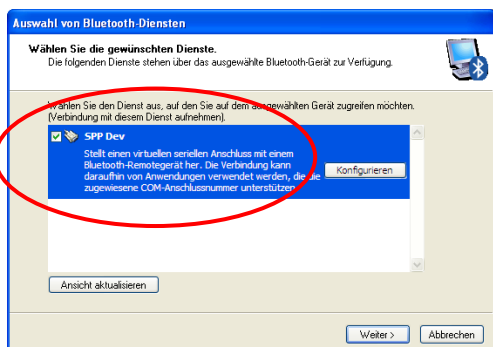 Auswahl von Bluetooth-Diensten
Wählen Sie die gewünschten Dienste.
Die folgenden Dienste stehen über das ausgewählte Bluetooth-Gerät zur Verfügung.
Wählen Sie den Dienst aus, auf den Sie auf dem ausgewählten Gerät zugreifen möchten.
(Verbindung mit diesem Dienst aufnehmen).
SPP Dev
Stellt einen virtuellen seriellen Anschluss mit einem
Bluetooth-Remotegerät her. Die Verbindung kann
daraufhin von Anwendungen verwendet werden, die die
zugewiesene COM-Anschlussnummer unterstützen
Konfigurieren
Ansicht aktualisieren
Weiter >
Abbrechen